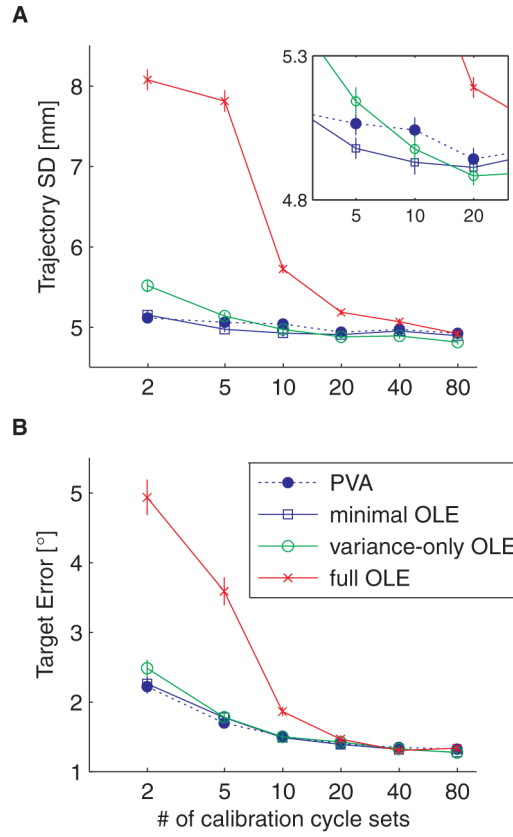 A
Trajectory SD [mm]
8
7
6
5
2 5 10 20 40 80
5.3
4.8
5 10 20
B
Target Error [°]
5
4
3
2
1
PVA
minimal OLE
variance-only OLE
full OLE
2 5 10 20 40 80
# of calibration cycle sets